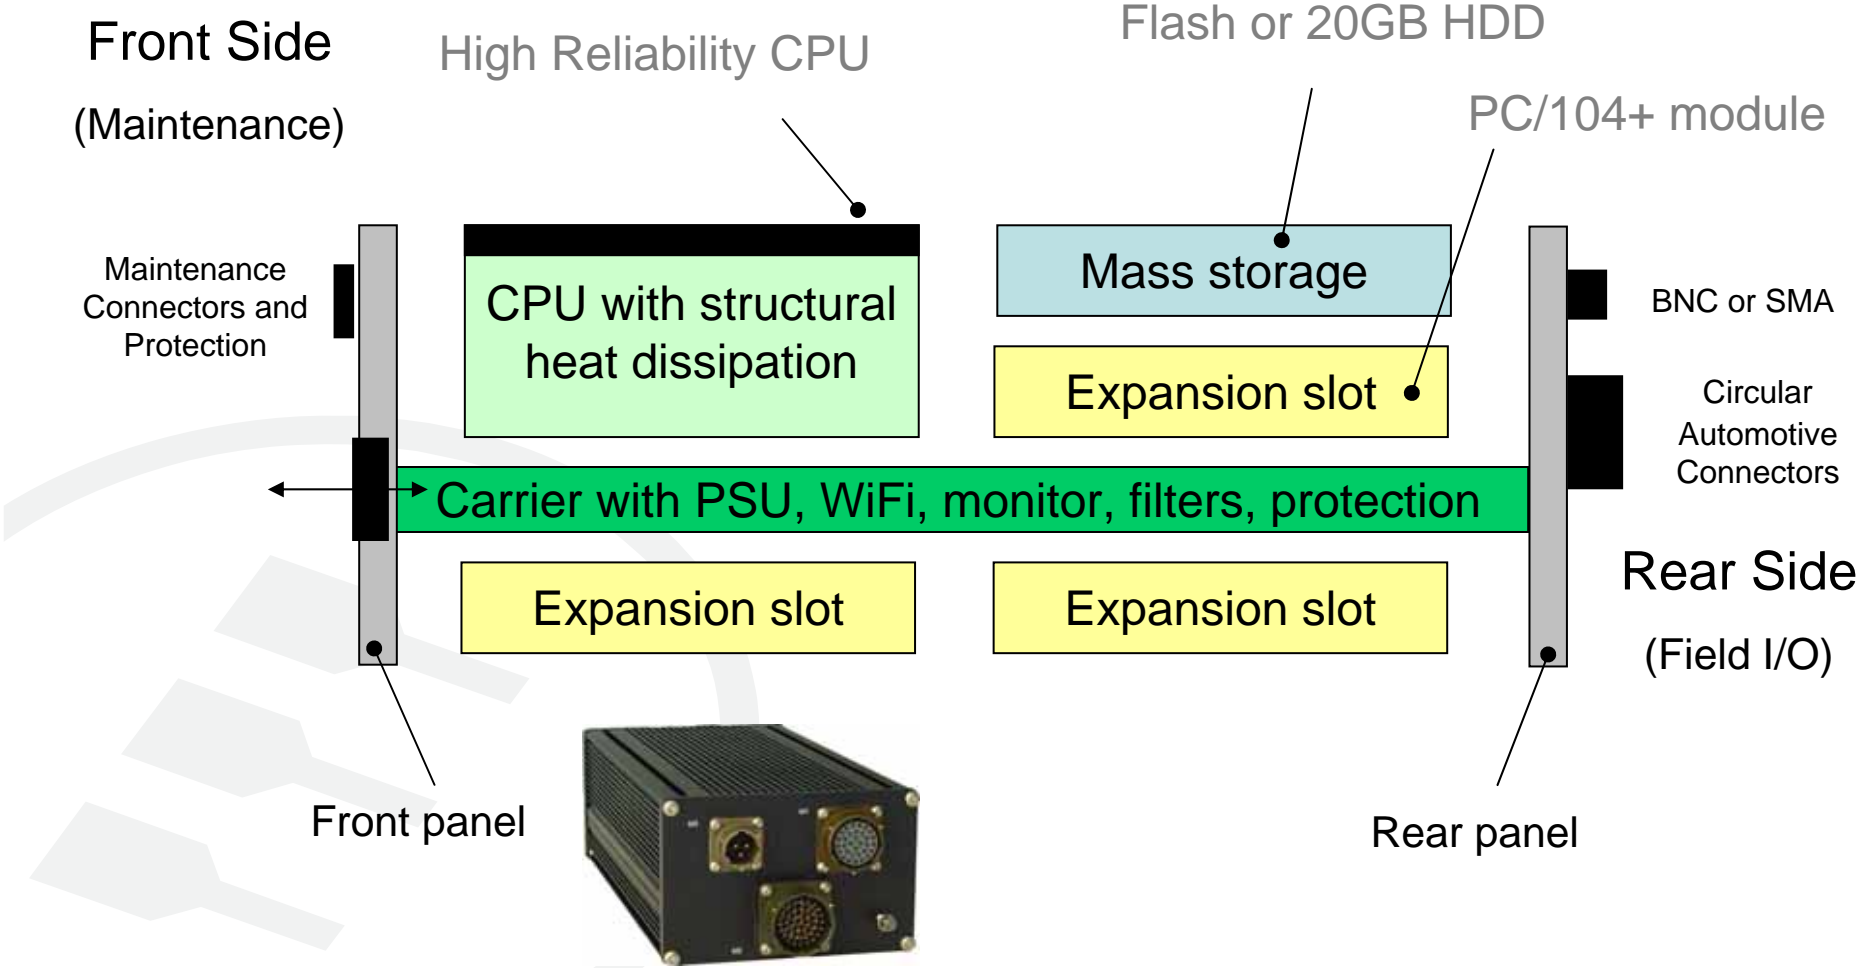 Front Side
(Maintenance)
High Reliability CPU
Flash or 20GB HDD
PC/104+ module
Maintenance
Connectors and
Protection
CPU with structural
heat dissipation
Mass storage
Expansion slot
BNC or SMA
Circular
Automotive
Connectors
Carrier with PSU, WiFi, monitor, filters, protection
Expansion slot
Expansion slot
Rear Side
(Field I/O)
Front panel
Rear panel